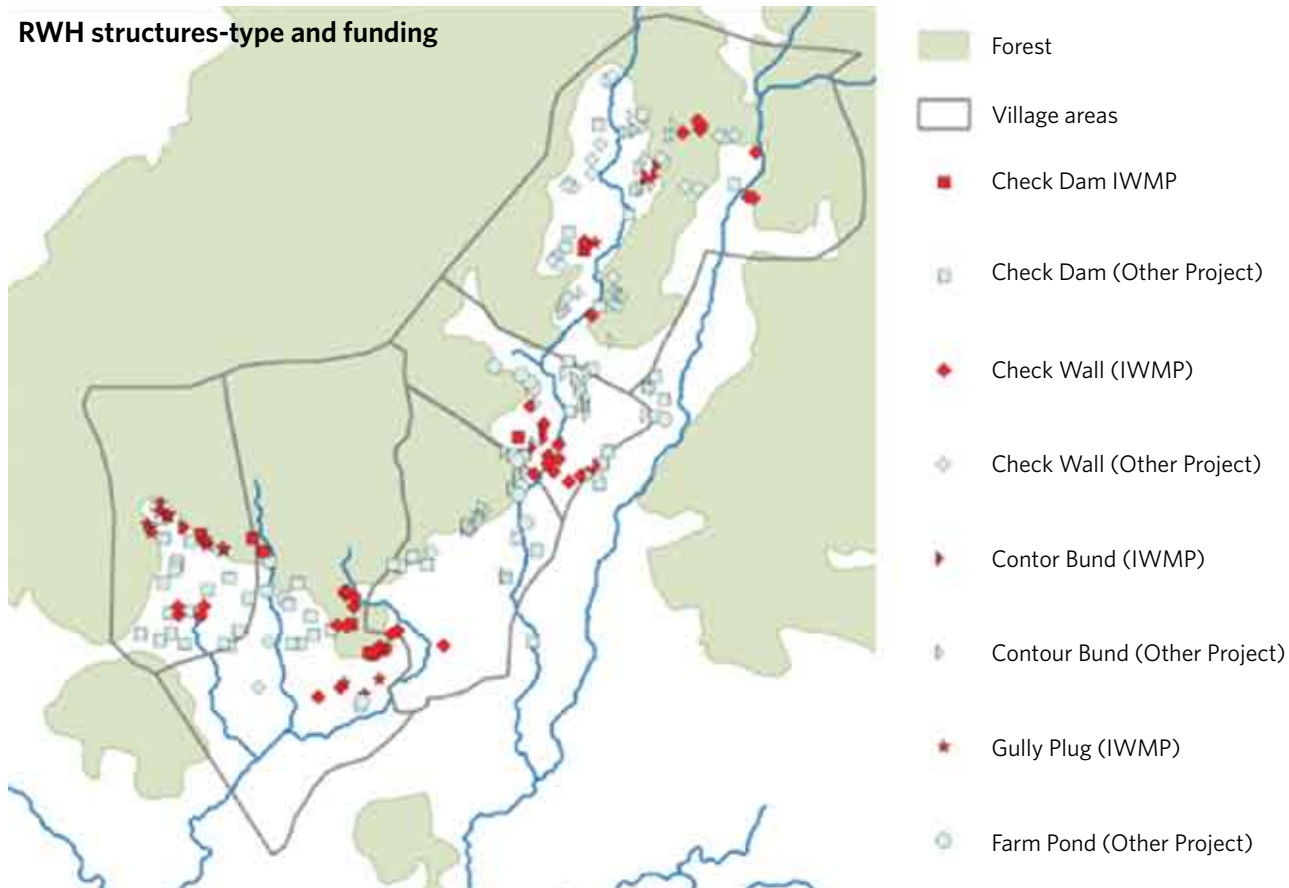 RWH structures-type and funding
Forest
Village areas
Check Dam IWMP
Check Dam (Other Project)
Check Wall (IWMP)
Check Wall (Other Project)
Contor Bund (IWMP)
Contour Bund (Other Project)
Gully Plug (IWMP)
Farm Pond (Other Project)